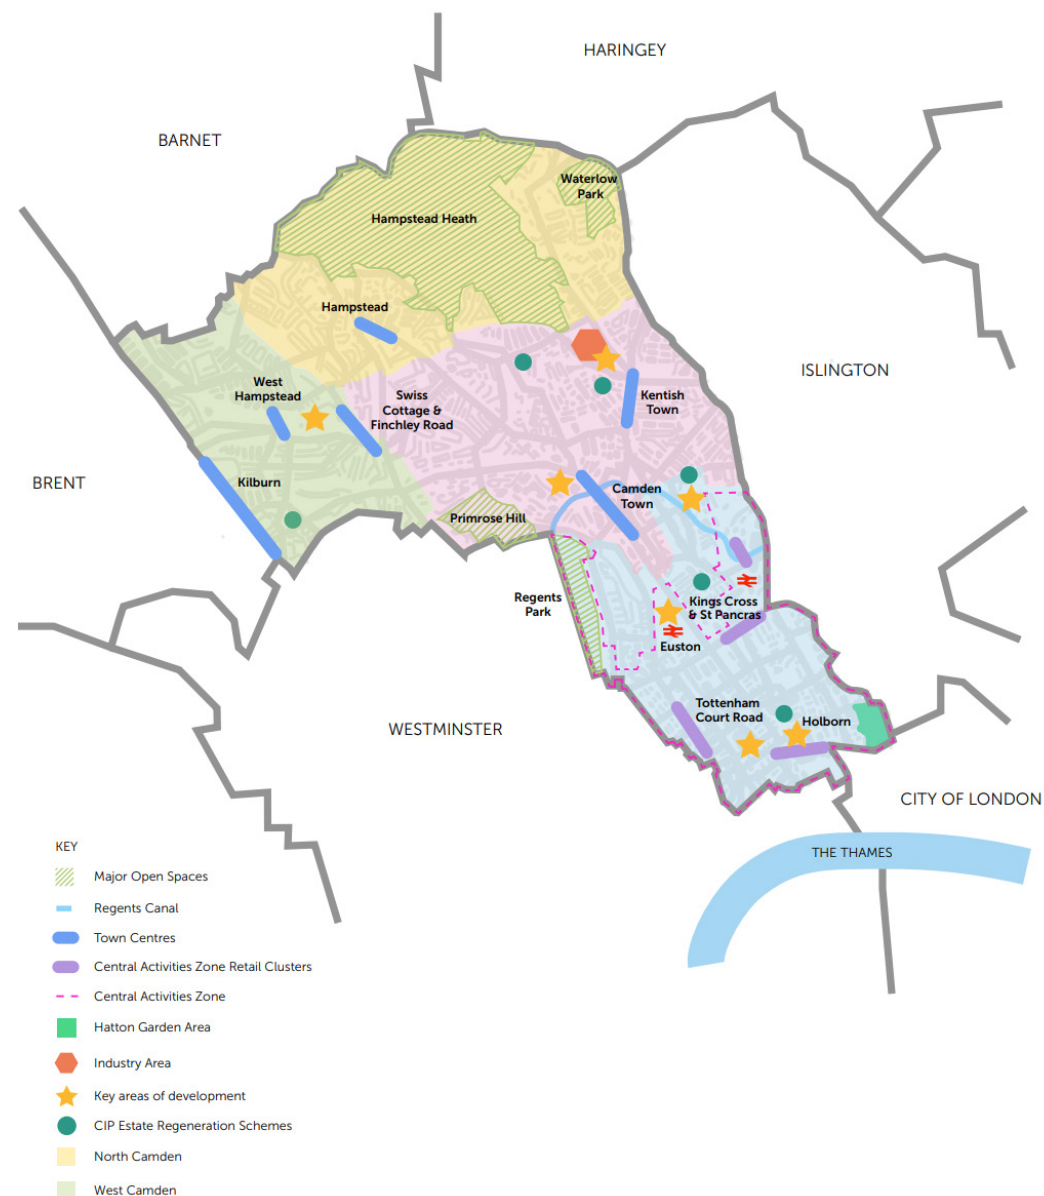 HARINGEY
BARNET
Waterlow
Park
Hampstead Heath
Hampstead
ISLINGTON
West
Hampstead
Swiss
Cottage &
Finchley Road
Kentish
Town
BRENT
Kilburn
Camden
Town
Primrose Hill
Regents
Park
Kings Cross
& St Pancras
Euston
Tottenham
Court Road
Holborn
WESTMINSTER
CITY OF LONDON
THE THAMES
KEY
Major Open Spaces
Regents Canal
Town Centres
Central Activities Zone Retail Clusters
Central Activities Zone
Hatton Garden Area
Industry Area
Key areas of development
CIP Estate Regeneration Schemes
North Camden
West Camden